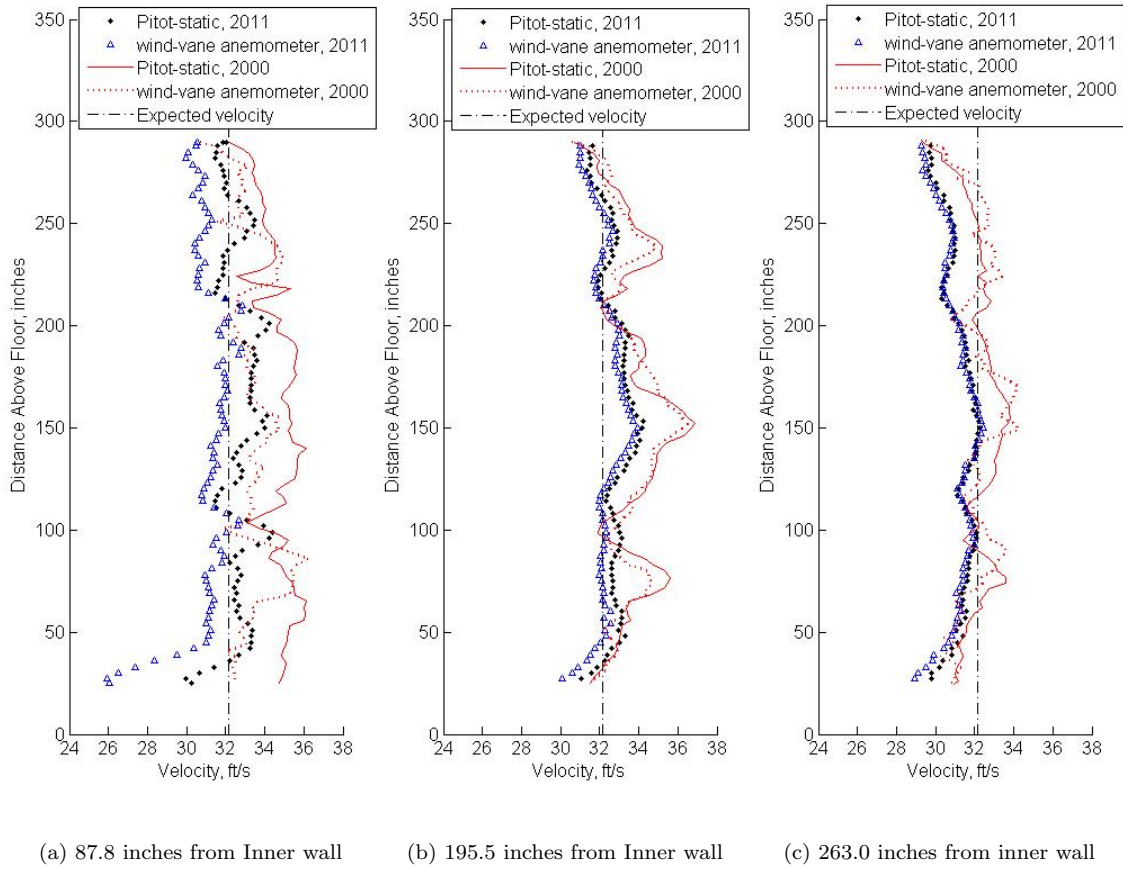 Pitot-static, 2011
wind-vane anemometer, 2011
Pitot-static, 2000
wind-vane anemometer, 2000
Expected velocity
300
250
200
150
100
50
0
24 26 28 30 32 34 36 38
Distance Above Floor, inches
Velocity, ft/s
(a) 87.8 inches from Inner wall
Pitot-static, 2011
wind-vane anemometer, 2011
Pitot-static, 2000
wind-vane anemometer, 2000
Expected velocity
300
250
200
150
100
50
0
24 26 28 30 32 34 36 38
Distance Above Floor, inches
Velocity, ft/s
(b) 195.5 inches from Inner wall
Pitot-static, 2011
wind-vane anemometer, 2011
Pitot-static, 2000
wind-vane anemometer, 2000
Expected velocity
300
250
200
150
100
50
0
24 26 28 30 32 34 36 38
Distance Above Floor, inches
Velocity, ft/s
(c) 263.0 inches from inner wall